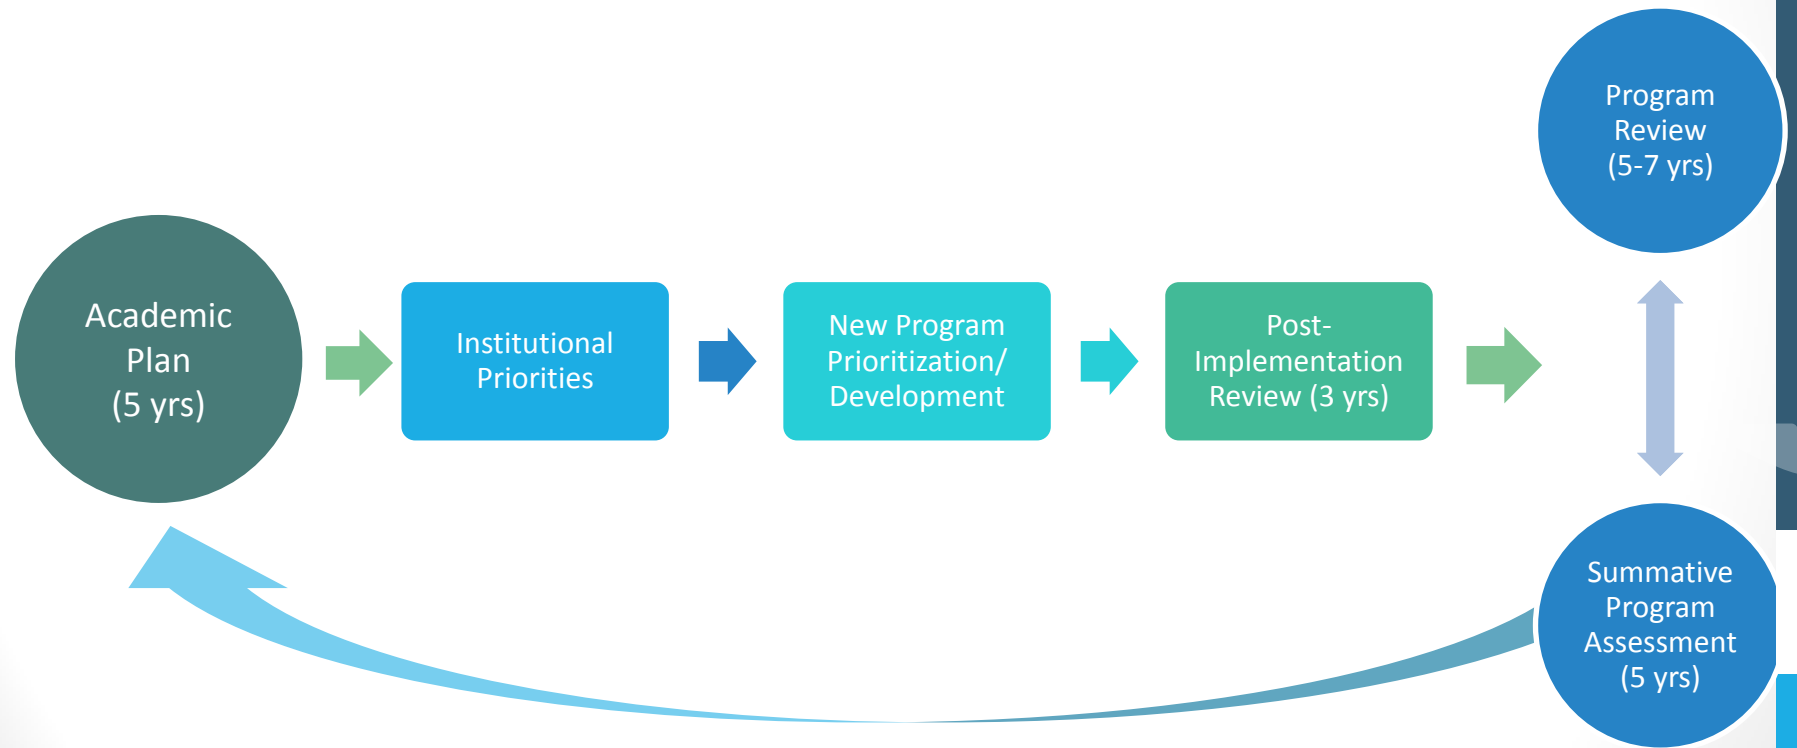 Academic
Plan
(5 yrs)
Institutional
Priorities
New Program
Prioritization/
Development
Post-
Implementation
Review (3 yrs)
Program
Review
(5-7 yrs)
Summative
Program
Assessment
(5 yrs)